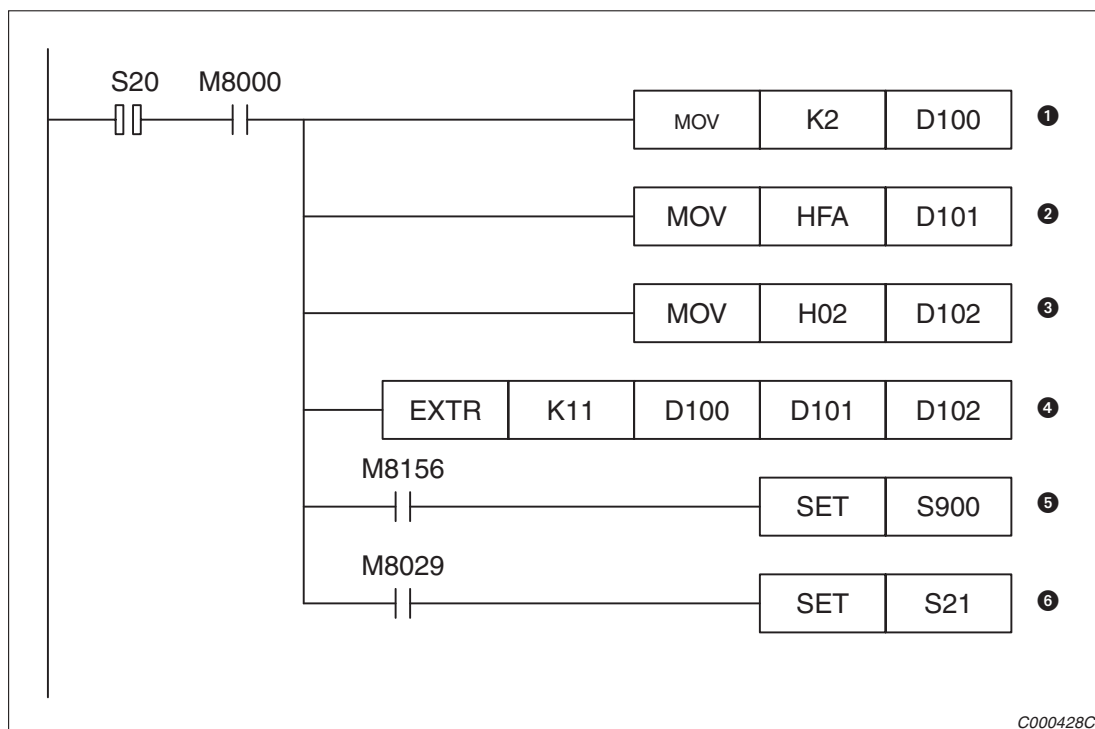 S20 M8000
MOV K2 D100 ❶
MOV HFA D101 ❷
MOV H02 D102 ❸
EXTR K11 D100 D101 D102 ❹
M8156
SET S900 ❺
M8029
SET S21 ❻
C000428C